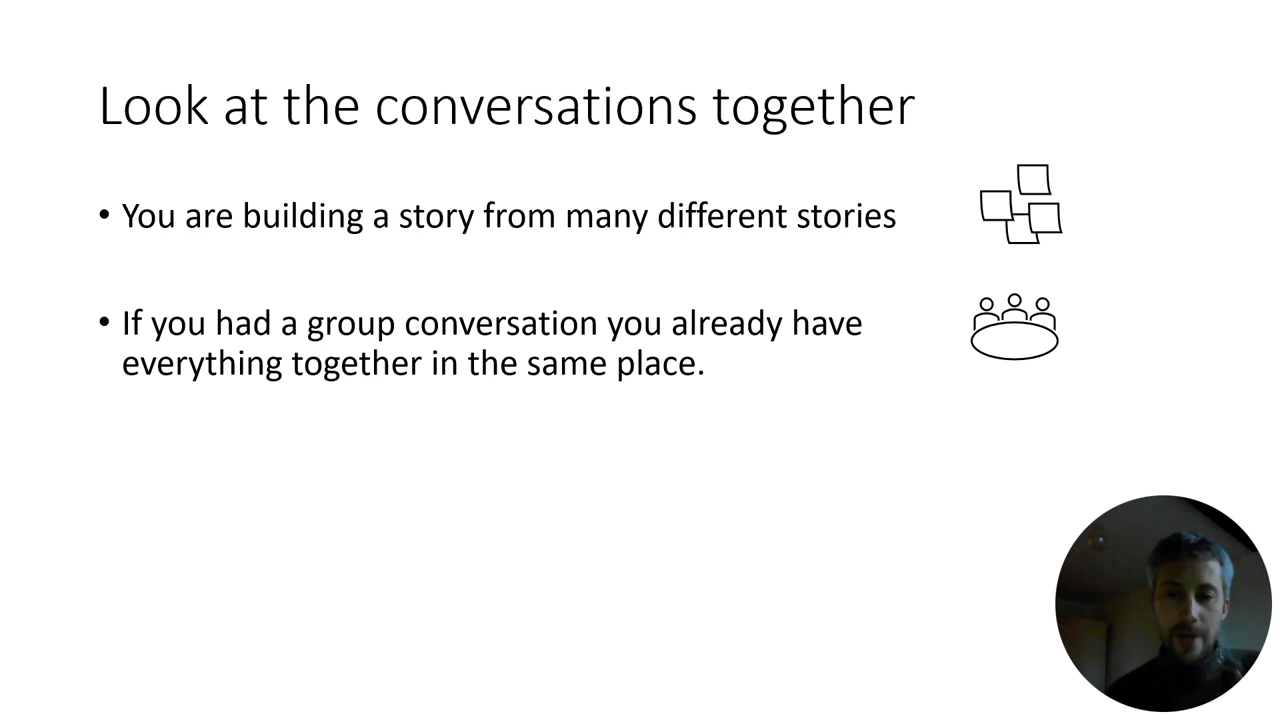 Look at the conversations together
• You are building a story from many different stories
• If you had a group conversation you already have
everything together in the same place.